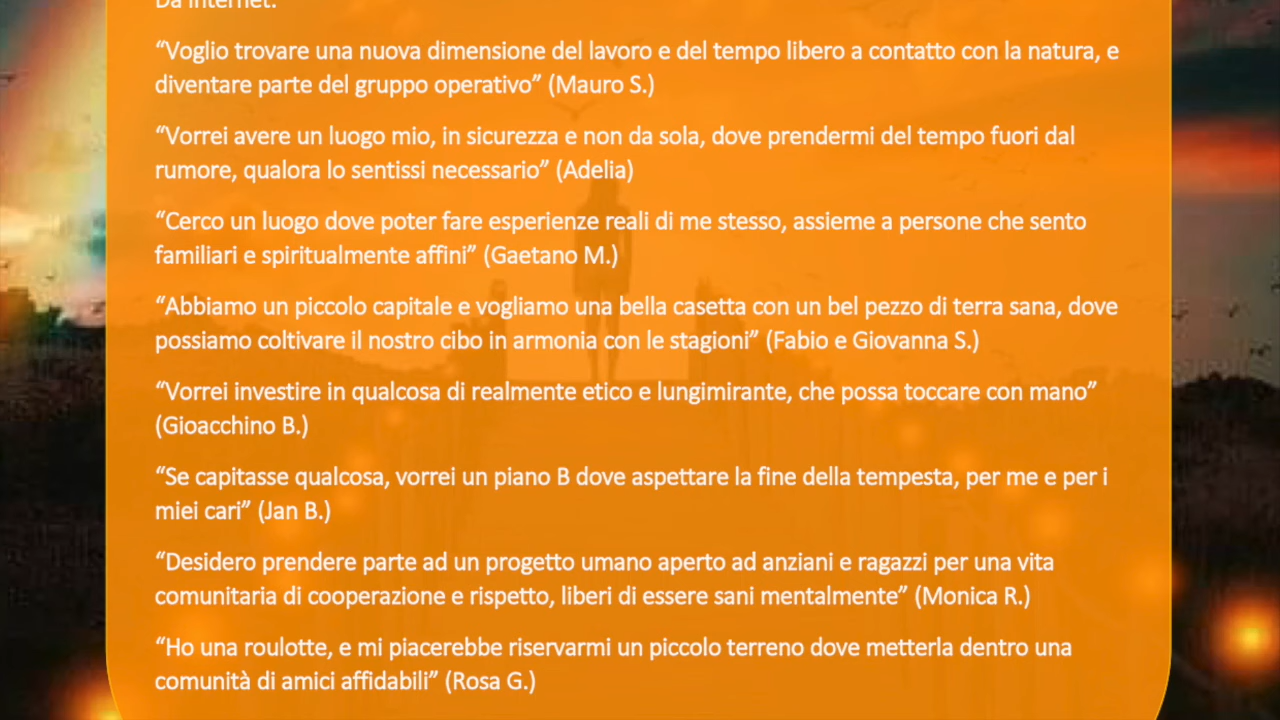 Da internet.
“Voglio trovare una nuova dimensione del lavoro e del tempo libero a contatto con la natura, e
diventare parte del gruppo operativo” (Mauro S.)
“Vorrei avere un luogo mio, in sicurezza e non da sola, dove prendermi del tempo fuori dal
rumore, qualora lo sentissi necessario” (Adelia)
“Cerco un luogo dove poter fare esperienze reali di me stesso, assieme a persone che sento
familiari e spiritualmente affini” (Gaetano M.)
“Abbiamo un piccolo capitale e vogliamo una bella casetta con un bel pezzo di terra sana, dove
possiamo coltivare il nostro cibo in armonia con le stagioni” (Fabio e Giovanna S.)
“Vorrei investire in qualcosa di realmente etico e lungimirante, che possa toccare con mano”
(Gioacchino B.)
“Se capitasse qualcosa, vorrei un piano B dove aspettare la fine della tempesta, per me e per i
miei cari” (Jan B.)
“Desidero prendere parte ad un progetto umano aperto ad anziani e ragazzi per una vita
comunitaria di cooperazione e rispetto, liberi di essere sani mentalmente” (Monica R.)
“Ho una roulotte, e mi piacerebbe riservarmi un piccolo terreno dove metterla dentro una
comunità di amici affidabili” (Rosa G.)